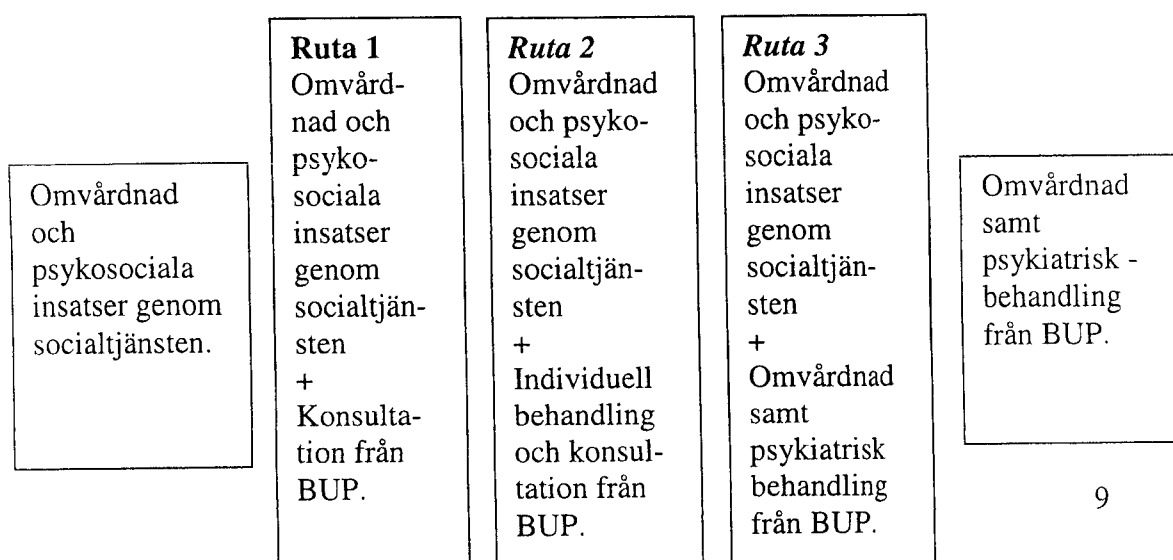 Omvårdnad
och
psykosociala
insatser genom
socialtjänsten.
Ruta 1
Omvård-
nad och
psyko-
sociala
insatser
genom
socialtjän-
sten
+
Konsulta-
tion från
BUP.
Ruta 2
Omvårdnad
och psyko-
sociala
insatser
genom
socialtjän-
sten
+
Individuell
behandling
och konsul-
tation från
BUP.
Ruta 3
Omvårdnad
och psyko-
sociala
insatser
genom
socialtjän-
sten
+
Omvårdnad
samt
psykiatrisk
behandling
från BUP.
Omvårdnad
samt
psykiatrisk -
behandling
från BUP.
9